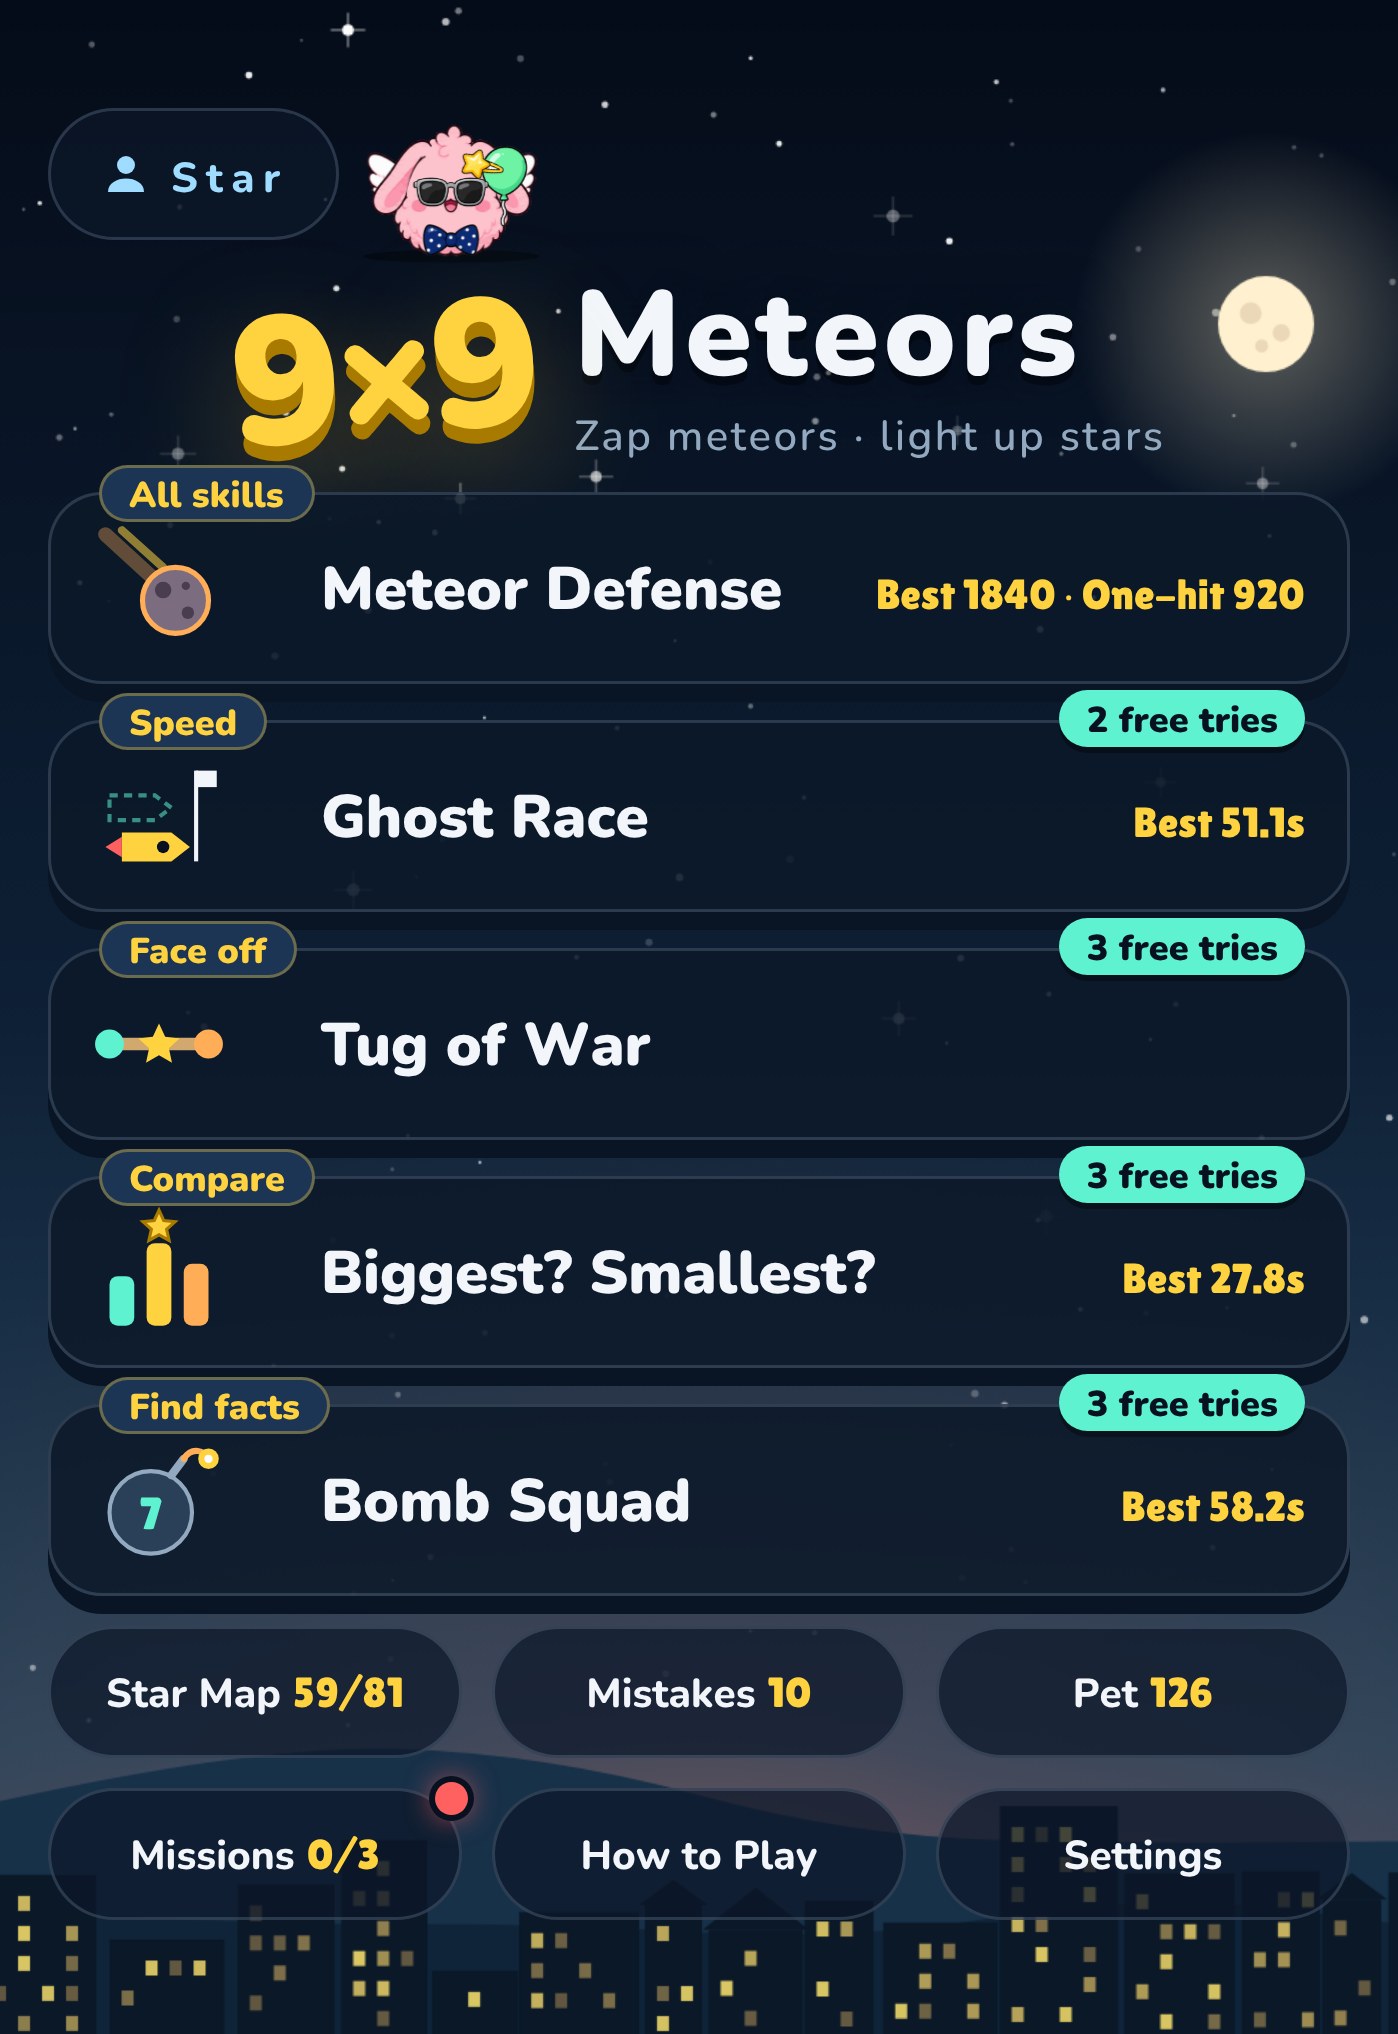 Star
9×9 Meteors
Zap meteors · light up stars
All skills
Meteor Defense Best 1840 · One-hit 920
Speed 2 free tries
Ghost Race Best 51.1s
Face off 3 free tries
Tug of War
Compare 3 free tries
Biggest? Smallest? Best 27.8s
Find facts 3 free tries
7 Bomb Squad Best 58.2s
Star Map 59/81 Mistakes 10 Pet 126
Missions 0/3 How to Play Settings